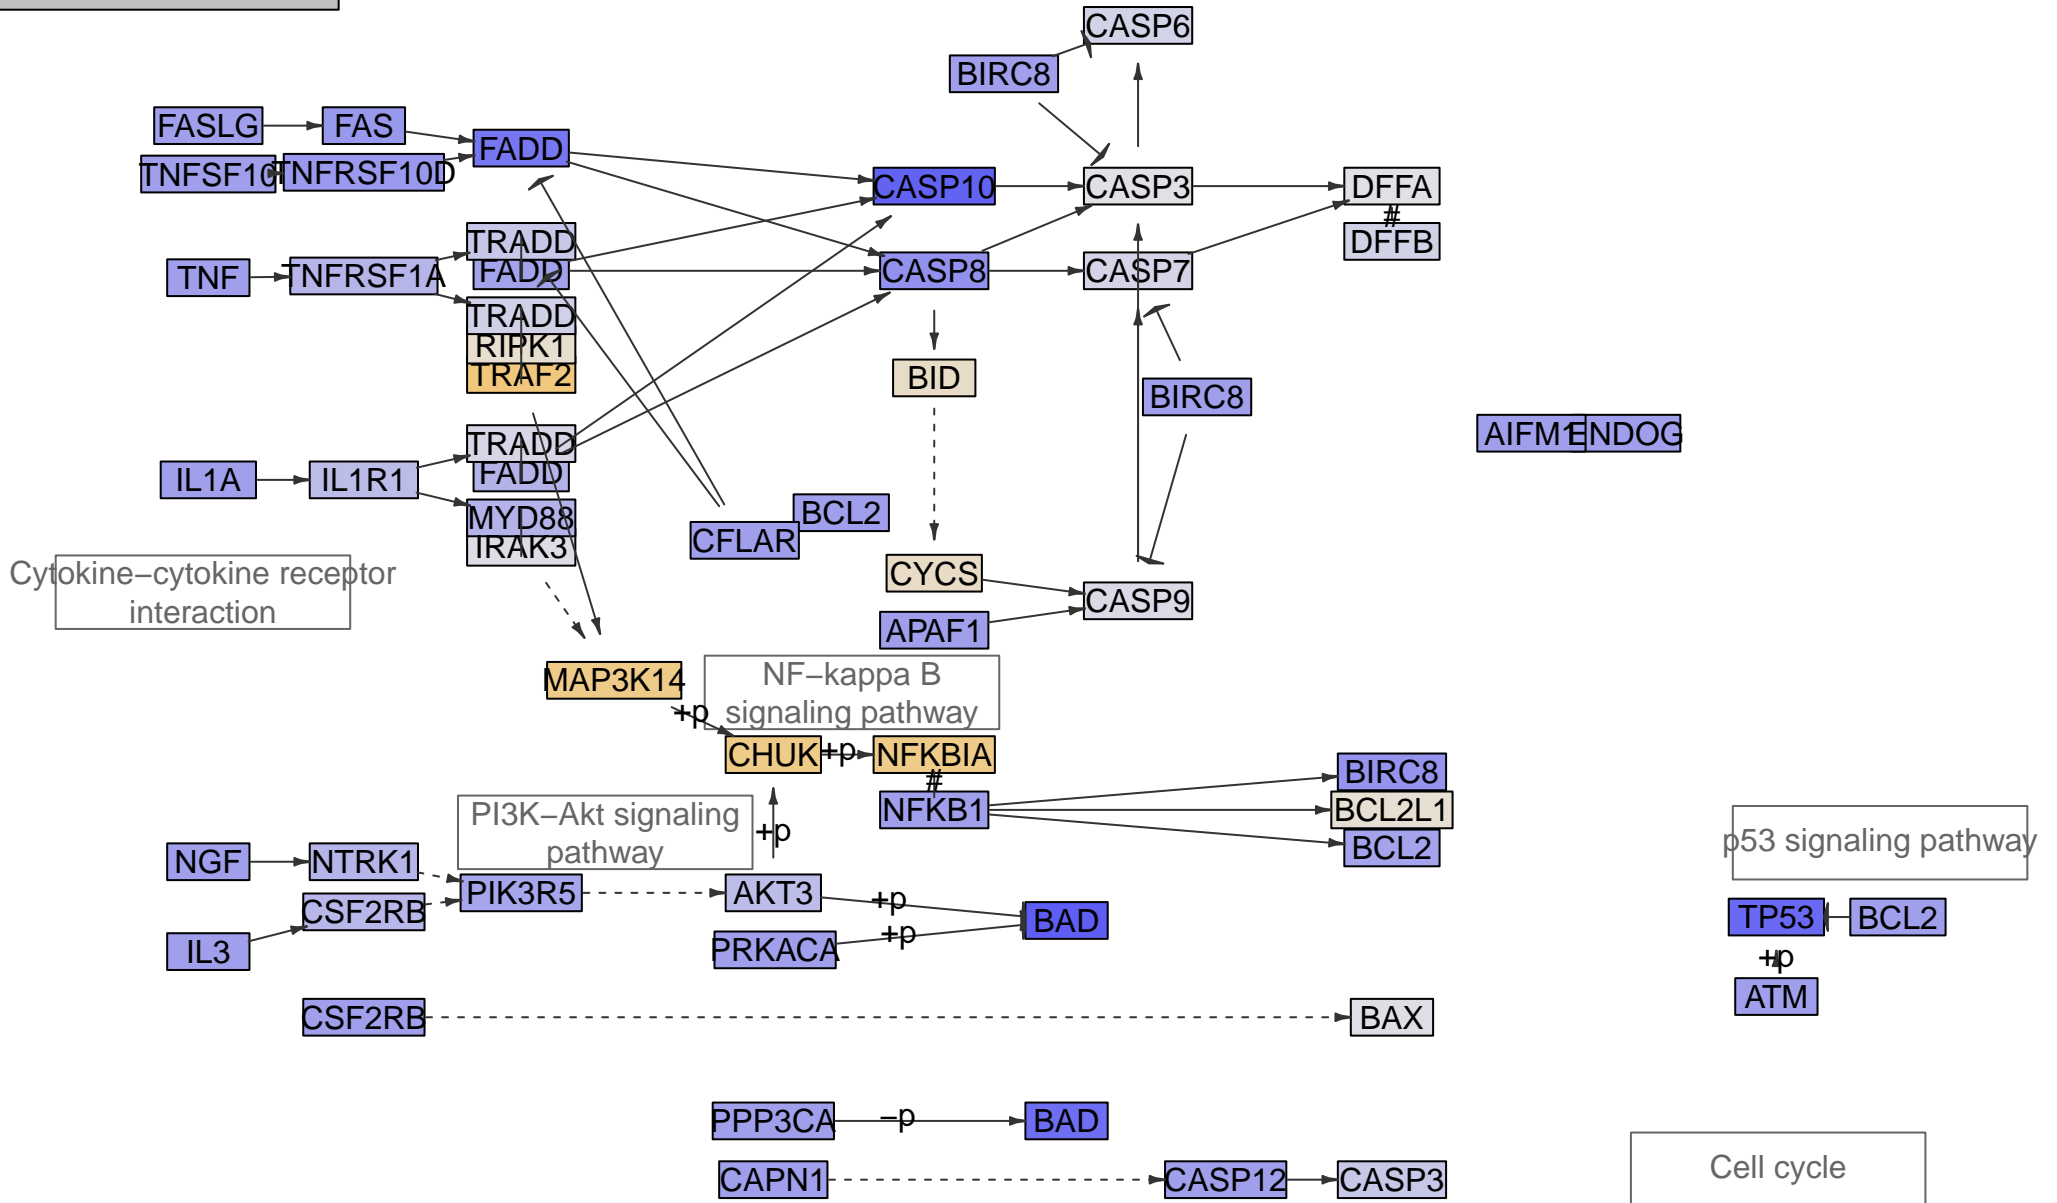 CASP6
BIRC8
FASLG
FAS
FADD
TNFSF10
TNFRSF10D
CASP10
CASP3
DFFA
#
DFFB
TRADD
FADD
TNF
TNFRSF1A
CASP8
CASP7
TRADD
RIPK1
TRAF2
BID
BIRC8
TRADD
FADD
IL1A
IL1R1
MYD88
IRAK3
BCL2
CFLAR
AIFM1
ENDOG
Cytokine−cytokine receptor
interaction
CYCS
APAF1
CASP9
MAP3K14
NF−kappa B
signaling pathway
+p
CHUK
+p
NFKBIA
#
NFKB1
BIRC8
BCL2L1
BCL2
PI3K−Akt signaling
pathway
+p
p53 signaling pathway
NGF
NTRK1
CSF2RB
PIK3R5
AKT3
+p
BAD
IL3
PRKACA
+p
TP53
BCL2
+p
ATM
CSF2RB
BAX
PPP3CA
−p
BAD
CAPN1
CASP12
CASP3
Cell cycle